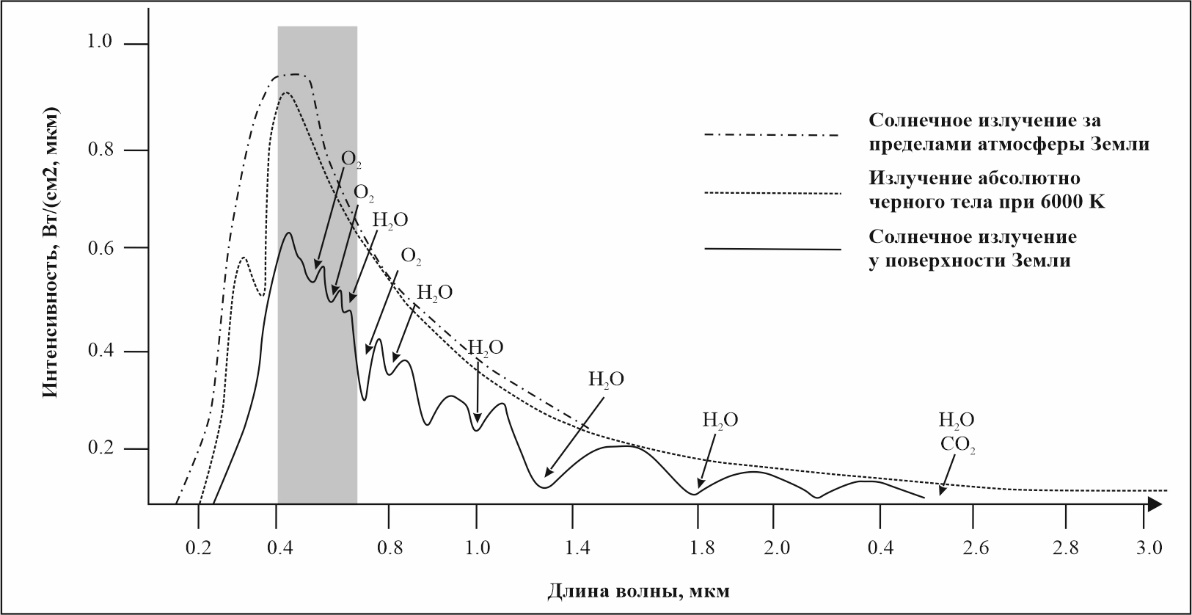 1.0
0.8
0.6
0.4
0.2
Интенсивность, Вт/(см2, мкм)
Солнечное излучение за
пределами атмосферы Земли
Излучение абсолютно
черного тела при 6000 K
Солнечное излучение
у поверхности Земли
O2
O2
H2O
O2
H2O
H2O
H2O
H2O
H2O
CO2
0.2 0.4 0.8 1.0 1.4 1.8 2.0 0.4 2.6 2.8 3.0
Длина волны, мкм